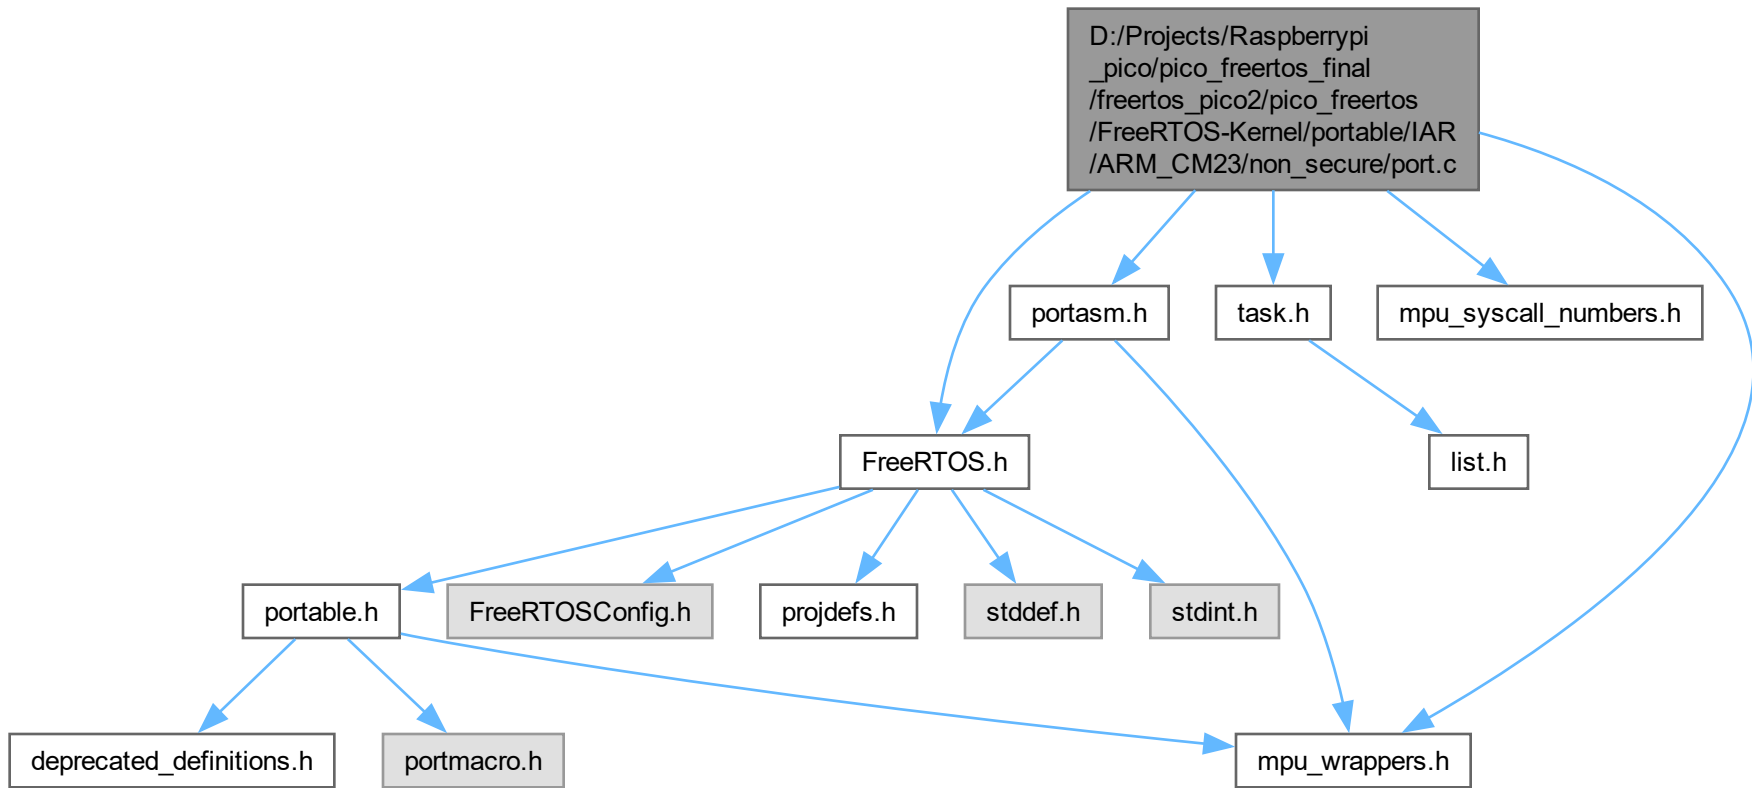 D:/Projects/Raspberrypi
_pico/pico_freertos_final
/freertos_pico2/pico_freertos
/FreeRTOS-Kernel/portable/IAR
/ARM_CM23/non_secure/port.c
portasm.h
task.h
mpu_syscall_numbers.h
FreeRTOS.h
list.h
portable.h
FreeRTOSConfig.h
projdefs.h
stddef.h
stdint.h
deprecated_definitions.h
portmacro.h
mpu_wrappers.h